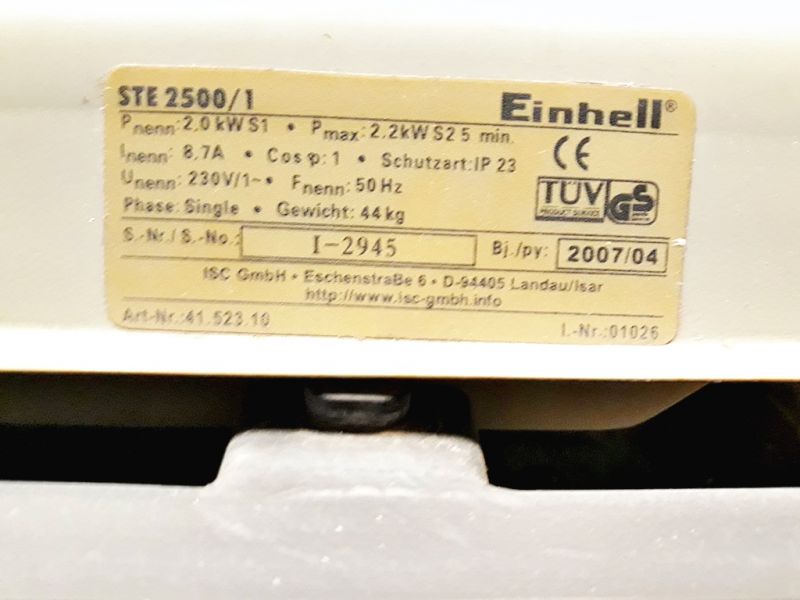 STE 2500/1
Einhell®
Pnenn: 2,0 kW S1 • Pmax: 2.2kW S2 5 min.
Inenn: 8,7A • Cos φ: 1 • Schutzart: IP 23
CE
Unenn: 230V/1~ • Fnenn: 50 Hz
TÜV
PRODUCT SERVICE
GS
Phase: Single • Gewicht: 44kg
S.-Nr./ S.-No.: I-2945
Bj./py: 2007/04
ISC GmbH • Eschenstraße 6 • D-94405 Landau/Isar
http://www.isc-gmbh.info
Art-Nr.:41.523.10
I.-Nr.:01026